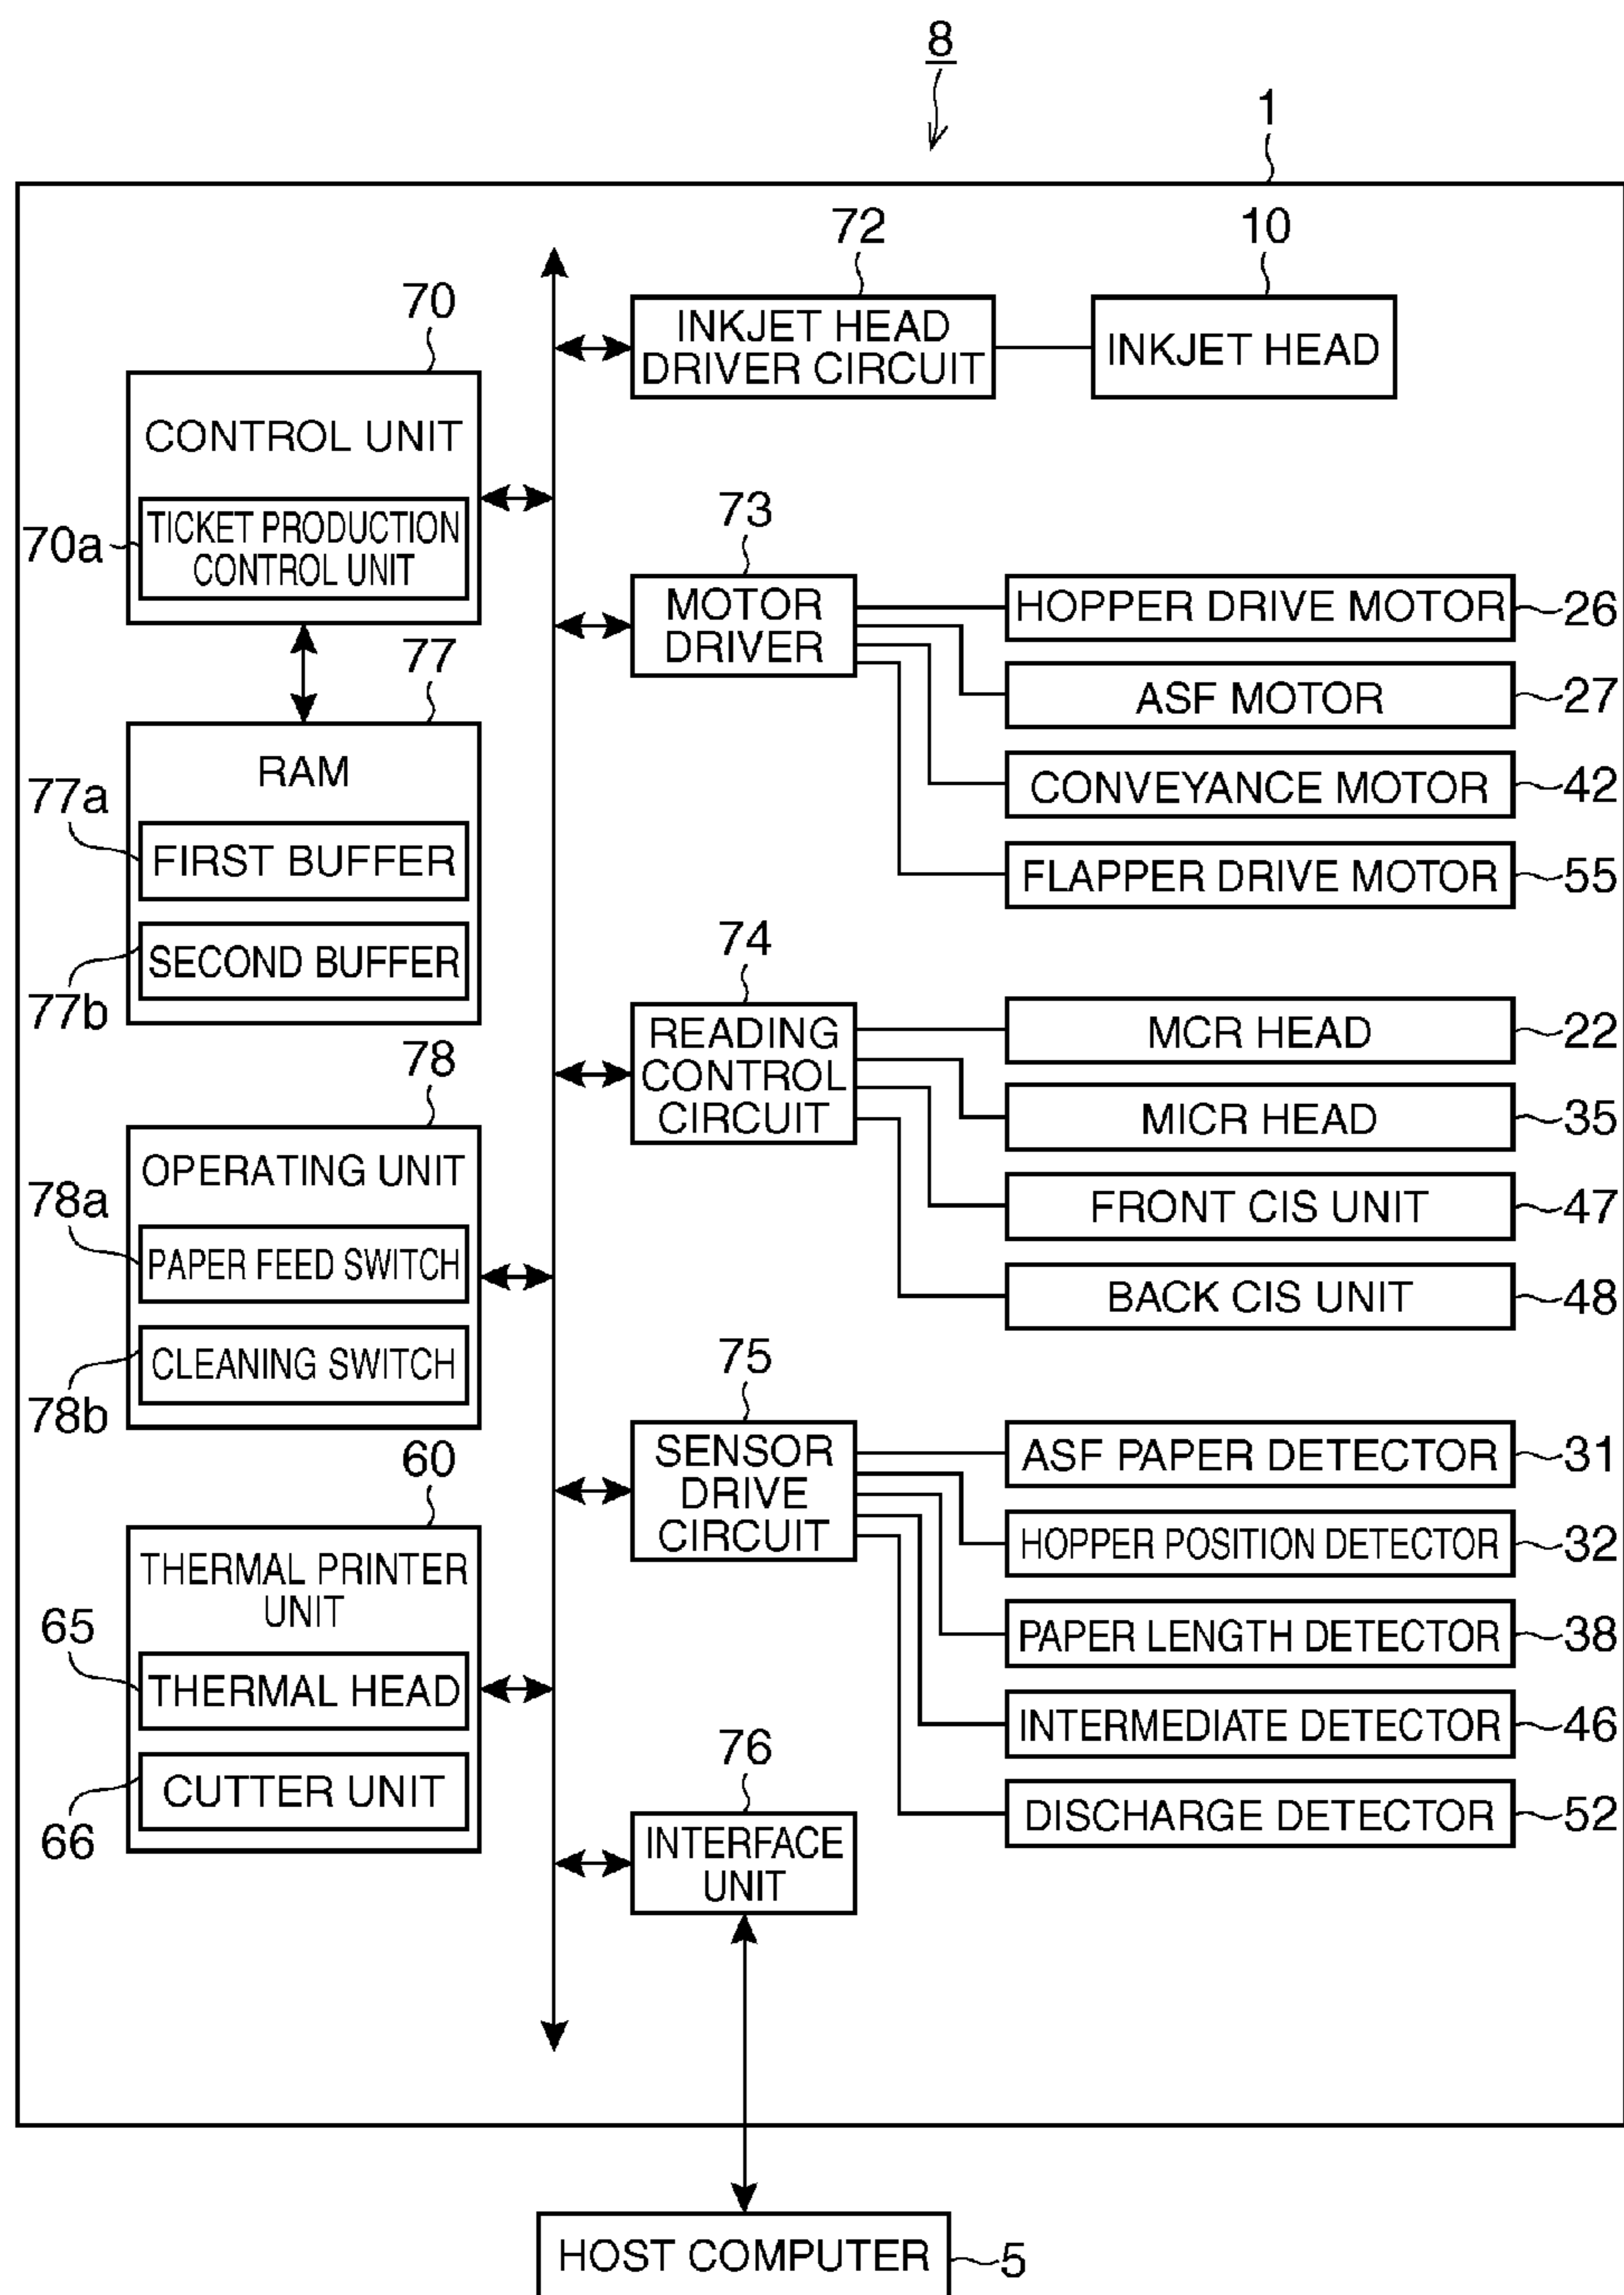 8
1
72
10
70
INKJET HEAD
DRIVER CIRCUIT
INKJET HEAD
CONTROL UNIT
70a
TICKET PRODUCTION
CONTROL UNIT
73
MOTOR
DRIVER
HOPPER DRIVE MOTOR
26
ASF MOTOR
27
CONVEYANCE MOTOR
42
FLAPPER DRIVE MOTOR
55
77
RAM
77a
FIRST BUFFER
SECOND BUFFER
77b
74
READING
CONTROL
CIRCUIT
MCR HEAD
22
MICR HEAD
35
FRONT CIS UNIT
47
BACK CIS UNIT
48
78
OPERATING UNIT
78a
PAPER FEED SWITCH
CLEANING SWITCH
78b
75
SENSOR
DRIVE
CIRCUIT
ASF PAPER DETECTOR
31
HOPPER POSITION DETECTOR
32
PAPER LENGTH DETECTOR
38
INTERMEDIATE DETECTOR
46
DISCHARGE DETECTOR
52
60
THERMAL PRINTER
UNIT
65
THERMAL HEAD
CUTTER UNIT
66
76
INTERFACE
UNIT
HOST COMPUTER
5